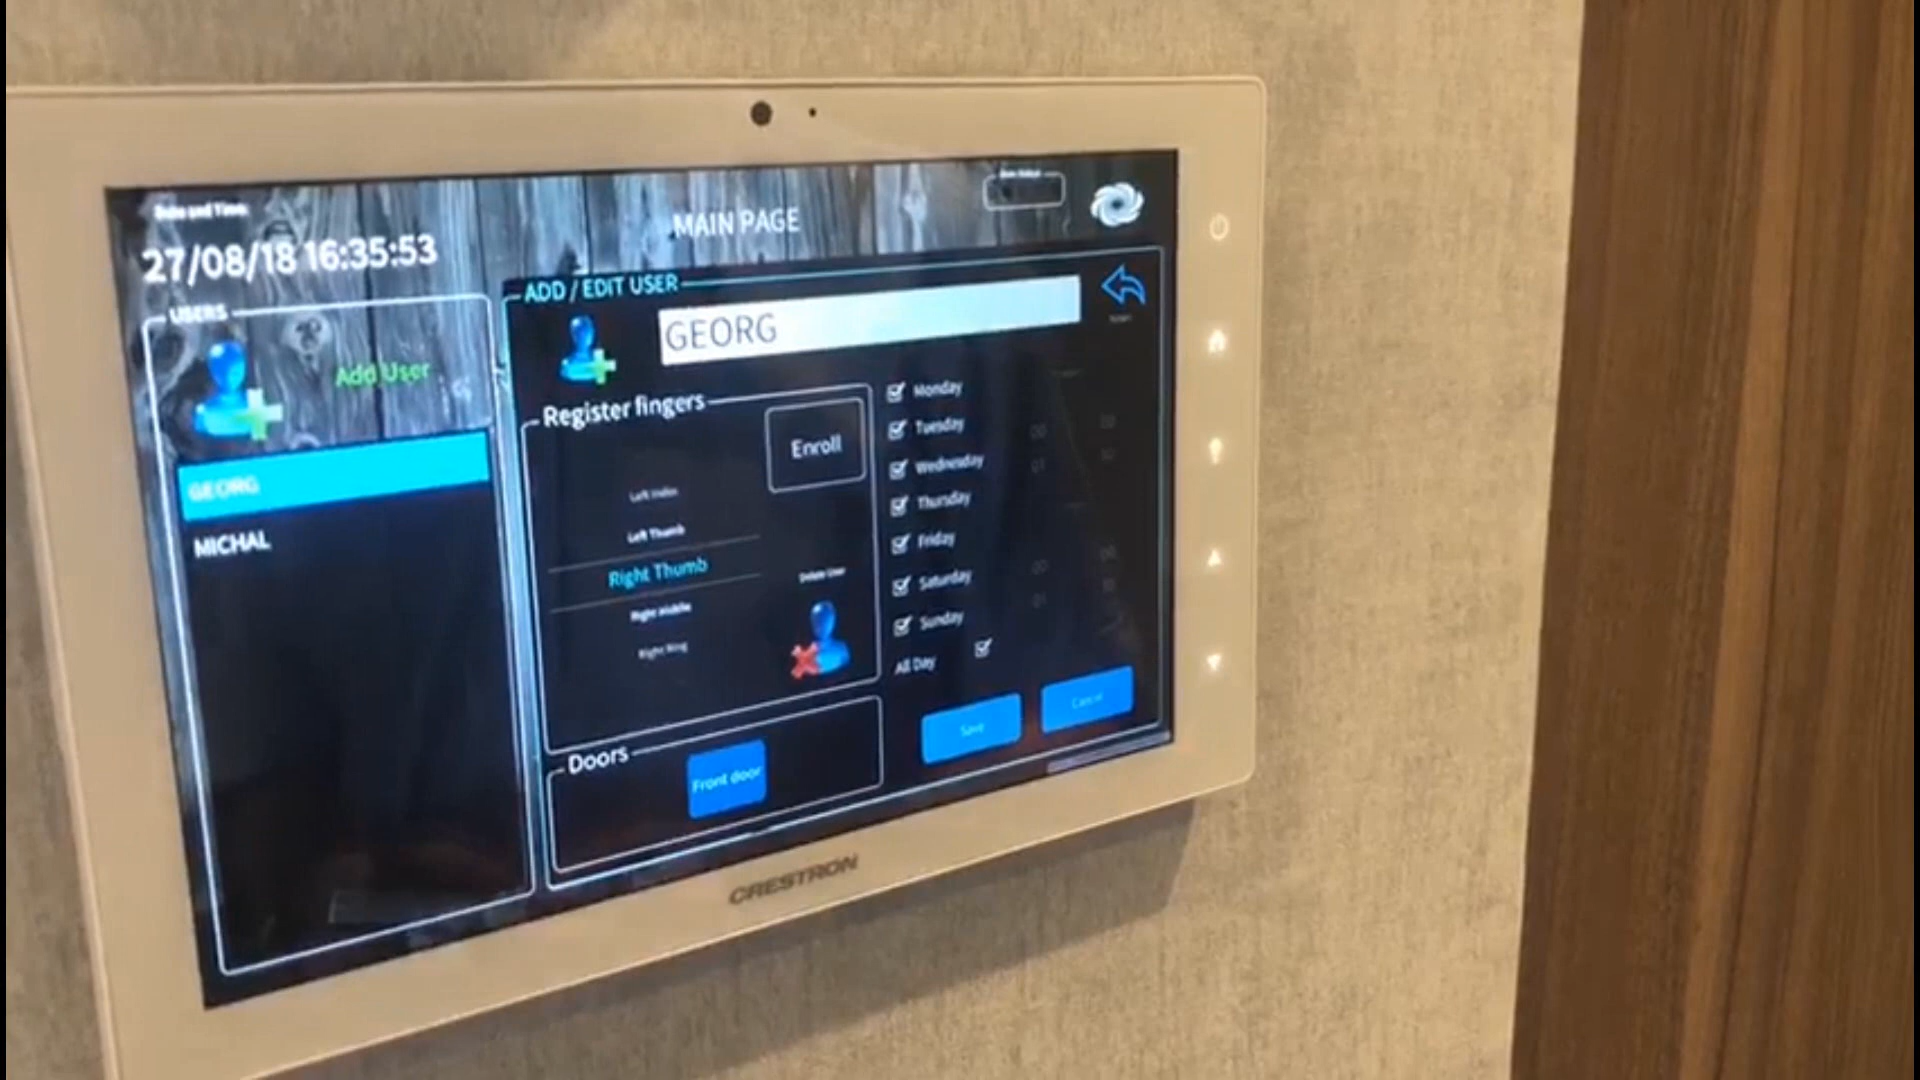 Date and Time
27/08/18 16:35:53
MAIN PAGE
USERS
Add User
GEORG
MICHAL
ADD / EDIT USER
GEORG
Register fingers
Enroll
Left Index
Left Thumb
Right Thumb
Right Middle
Right Ring
Delete User
Monday
Tuesday
Wednesday
Thursday
Friday
Saturday
Sunday
All Day
Save
Cancel
Doors
Front door
CRESTRON